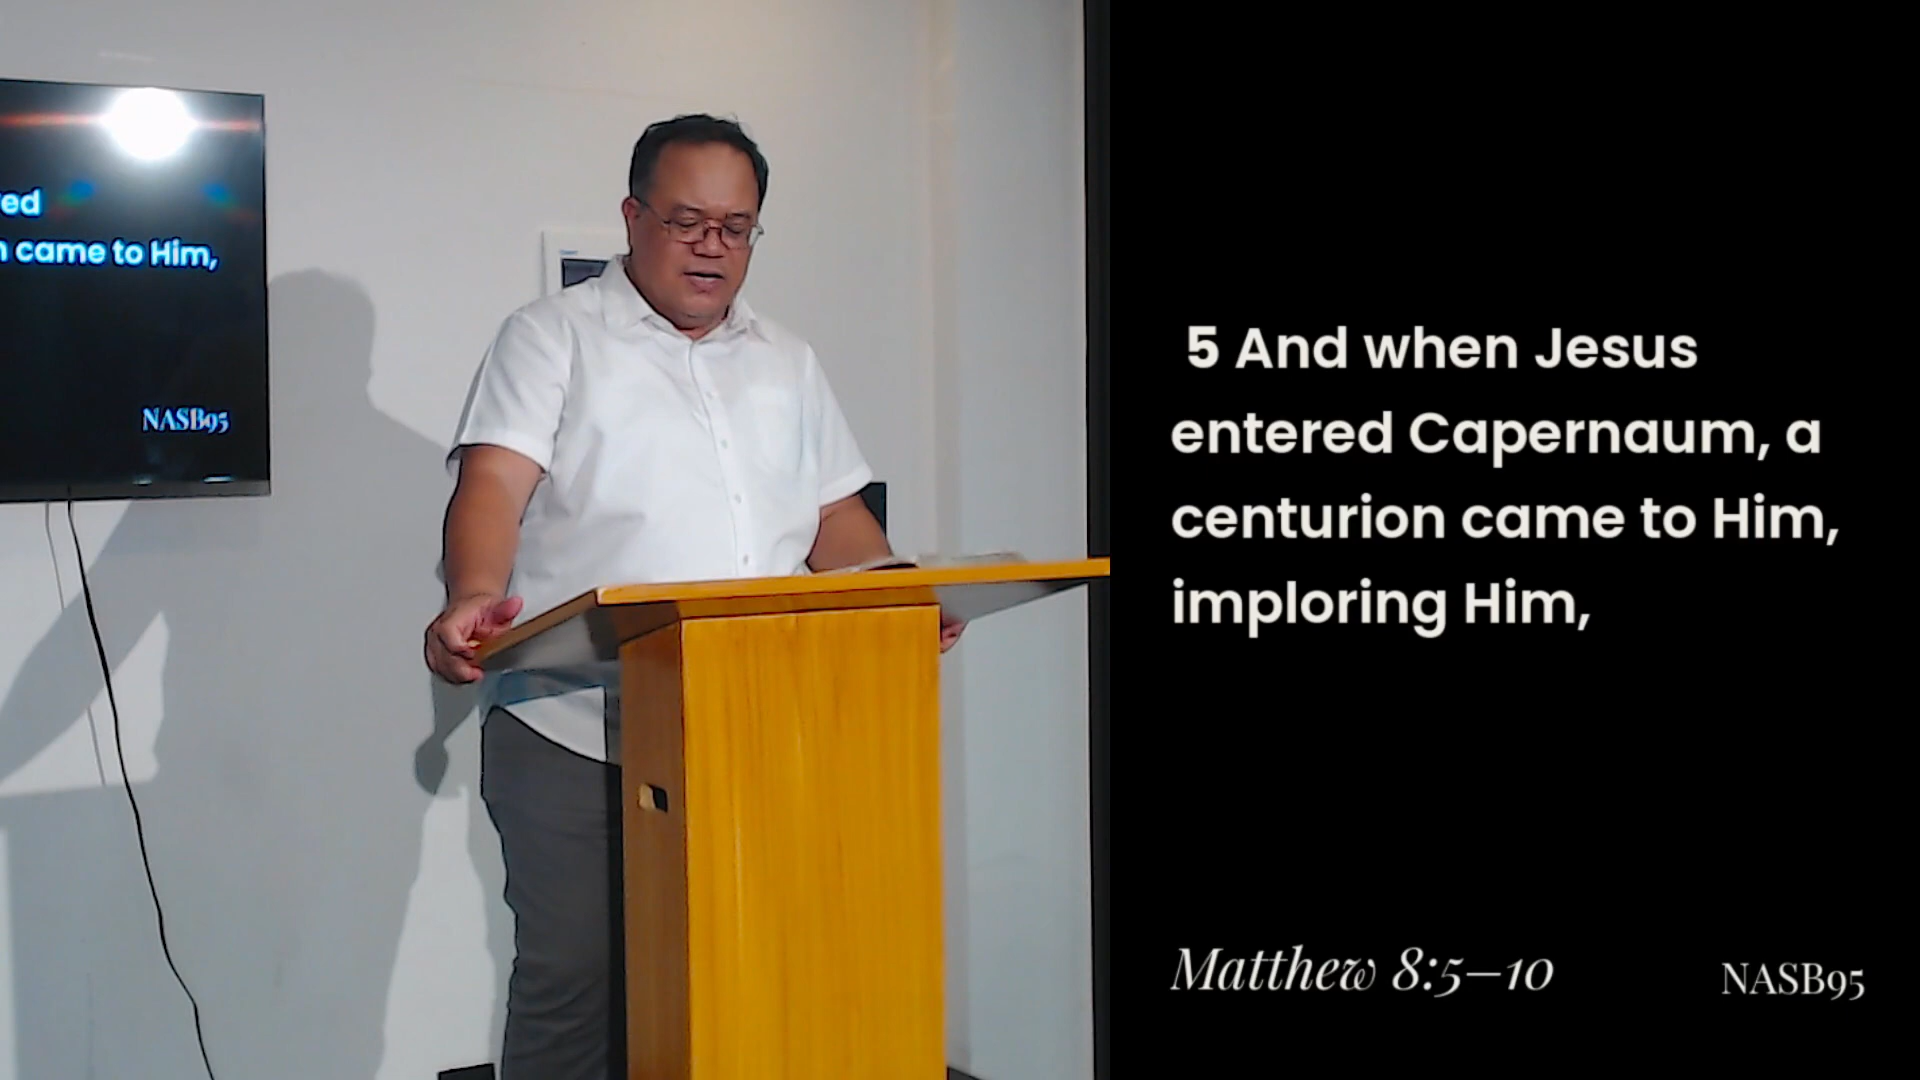 ed
came to Him,
NASB95
5 And when Jesus
entered Capernaum, a
centurion came to Him,
imploring Him,
Matthew 8:5–10
NASB95